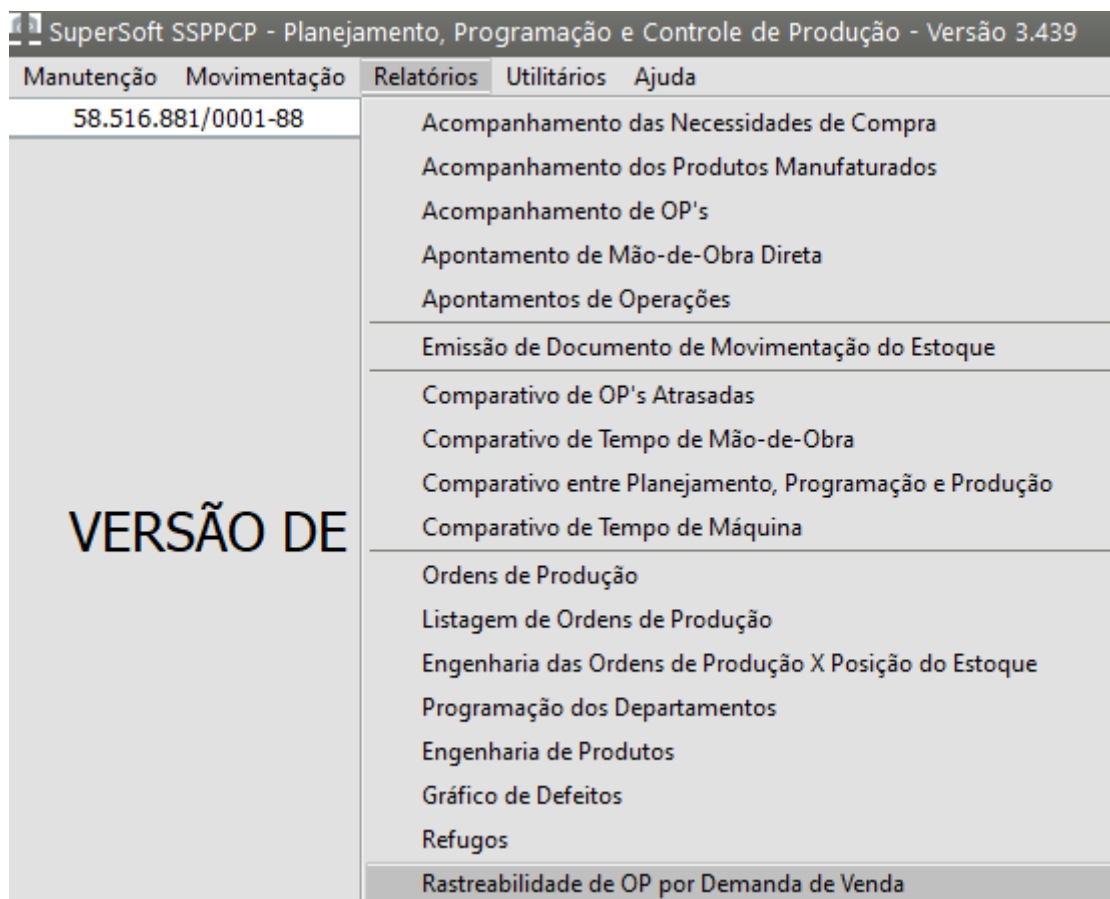 SuperSoft SSPPCP - Planejamento, Programação e Controle de Produção - Versão 3.439
Manutenção Movimentação Relatórios Utilitários Ajuda
58.516.881/0001-88
Acompanhamento das Necessidades de Compra
Acompanhamento dos Produtos Manufaturados
Acompanhamento de OP's
Apontamento de Mão-de-Obra Direta
Apontamentos de Operações
Emissão de Documento de Movimentação do Estoque
Comparativo de OP's Atrasadas
Comparativo de Tempo de Mão-de-Obra
Comparativo entre Planejamento, Programação e Produção
Comparativo de Tempo de Máquina
VERSÃO DE
Ordens de Produção
Listagem de Ordens de Produção
Engenharia das Ordens de Produção X Posição do Estoque
Programação dos Departamentos
Engenharia de Produtos
Gráfico de Defeitos
Refugos
Rastreabilidade de OP por Demanda de Venda